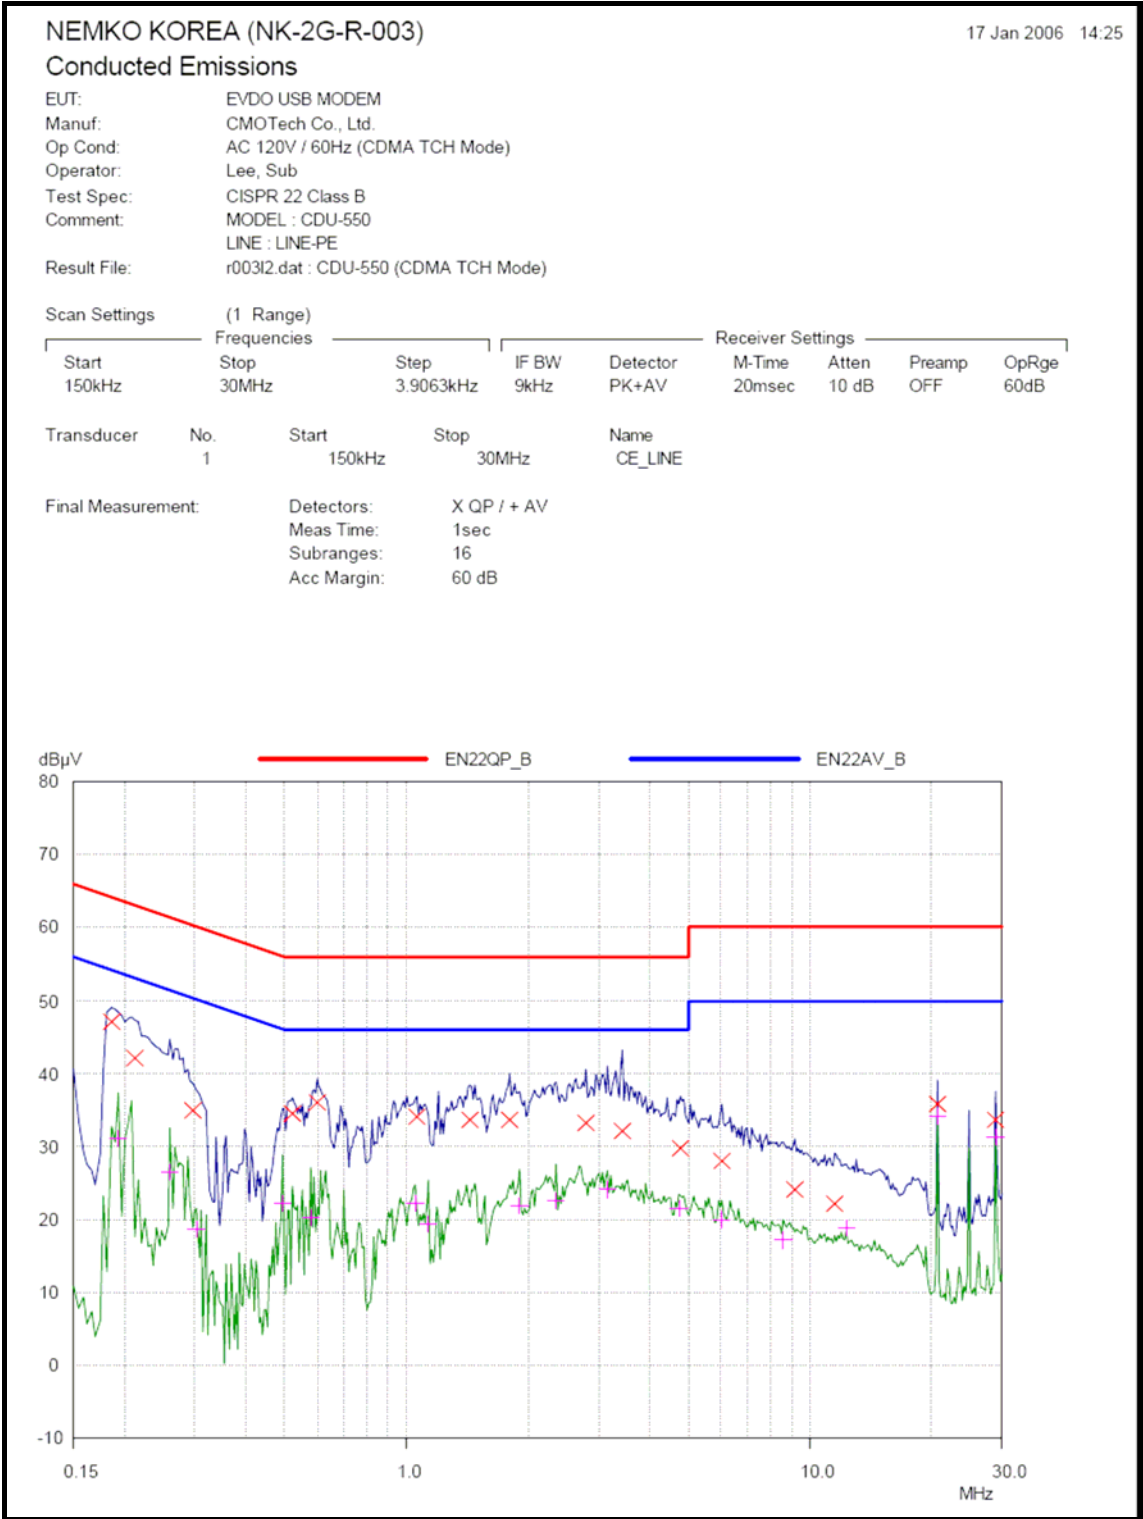 NEMKO KOREA (NK-2G-R-003) 17 Jan 2006 14:25
Conducted Emissions
EUT: EVDO USB MODEM
Manuf: CMOTech Co., Ltd.
Op Cond: AC 120V / 60Hz (CDMA TCH Mode)
Operator: Lee, Sub
Test Spec: CISPR 22 Class B
Comment: MODEL : CDU-550
LINE : LINE-PE
Result File: r003l2.dat : CDU-550 (CDMA TCH Mode)
Scan Settings (1 Range)
Frequencies Receiver Settings
Start Stop Step IF BW Detector M-Time Atten Preamp OpRge
150kHz 30MHz 3.9063kHz 9kHz PK+AV 20msec 10 dB OFF 60dB
Transducer No. Start Stop Name
1 150kHz 30MHz CE_LINE
Final Measurement: Detectors: X QP / + AV
Meas Time: 1sec
Subranges: 16
Acc Margin: 60 dB
dBµV EN22QP_B EN22AV_B
80
70
60
50
40
30
20
10
0
-10
0.15 1.0 10.0 30.0
MHz